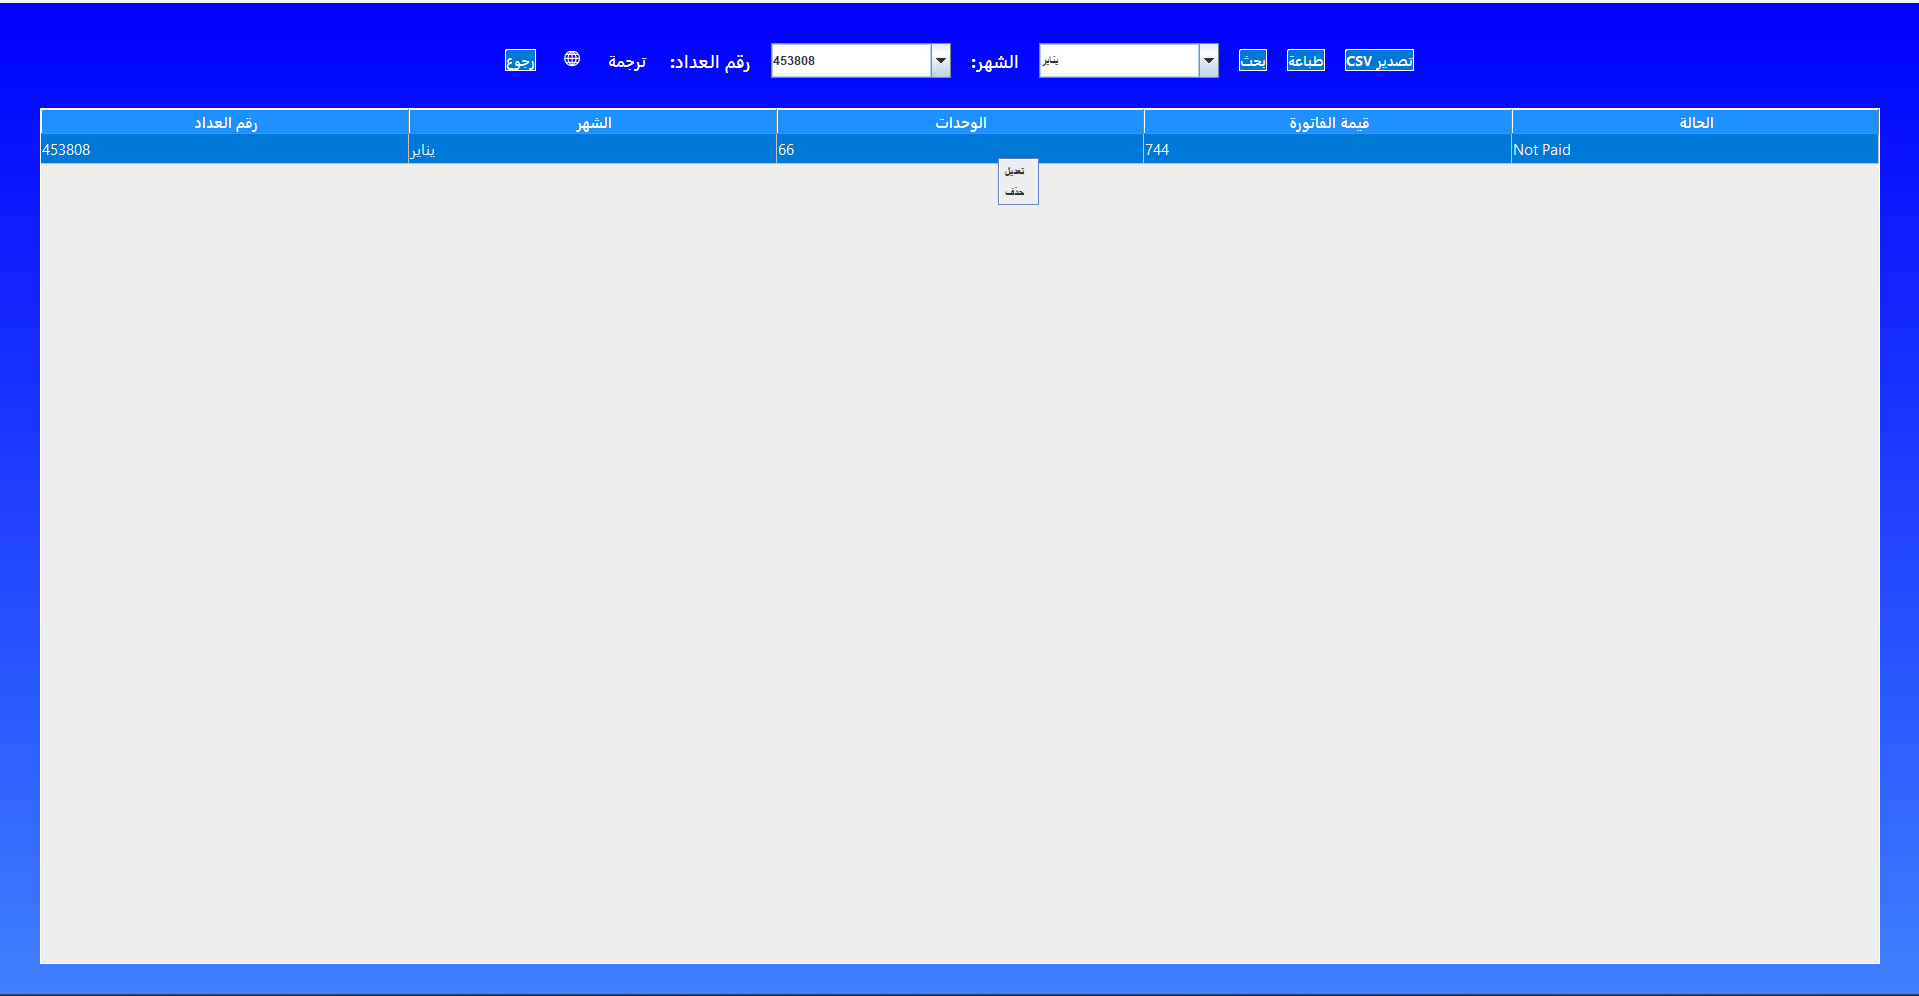 رجوع ترجمة رقم العداد: 453808 الشهر: يناير بحث طباعة تصدير CSV
رقم العداد الشهر الوحدات قيمة الفاتورة الحالة
453808 يناير 66 744 Not Paid
تعديل
حذف